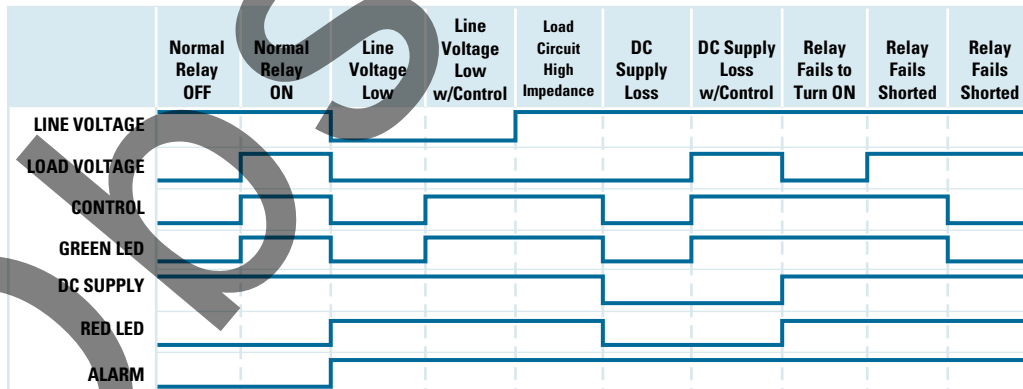 Normal Relay OFF
Normal Relay ON
Line Voltage Low
Line Voltage Low w/Control
Load Circuit High Impedance
DC Supply Loss
DC Supply Loss w/Control
Relay Fails to Turn ON
Relay Fails Shorted
Relay Fails Shorted
LINE VOLTAGE
LOAD VOLTAGE
CONTROL
GREEN LED
DC SUPPLY
RED LED
ALARM